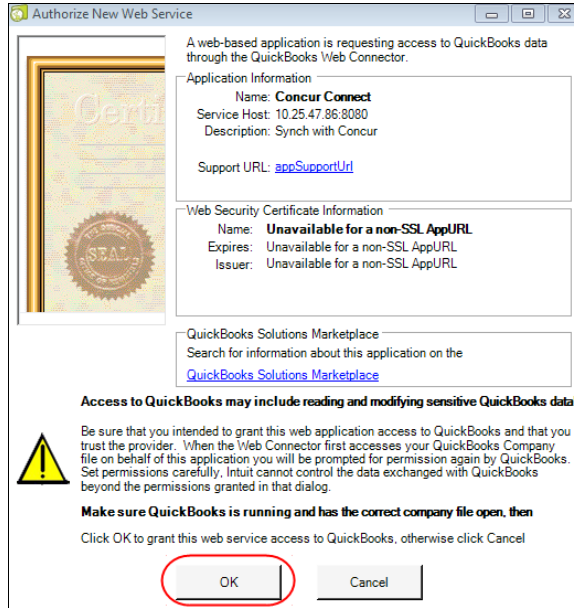 Authorize New Web Service
A web-based application is requesting access to QuickBooks data
through the QuickBooks Web Connector.
Application Information
Name: Concur Connect
Service Host: 10.25.47.86:8080
Description: Synch with Concur
Support URL: appSupportUrl
Certi
SEAL
Web Security Certificate Information
Name: Unavailable for a non-SSL AppURL
Expires: Unavailable for a non-SSL AppURL
Issuer: Unavailable for a non-SSL AppURL
QuickBooks Solutions Marketplace
Search for information about this application on the
QuickBooks Solutions Marketplace
Access to QuickBooks may include reading and modifying sensitive QuickBooks data
Be sure that you intended to grant this web application access to QuickBooks and that you
trust the provider. When the Web Connector first accesses your QuickBooks Company
file on behalf of this application you will be prompted for permission again by QuickBooks.
Set permissions carefully, Intuit cannot control the data exchanged with QuickBooks
beyond the permissions granted in that dialog.
Make sure QuickBooks is running and has the correct company file open, then
Click OK to grant this web service access to QuickBooks, otherwise click Cancel
OK Cancel